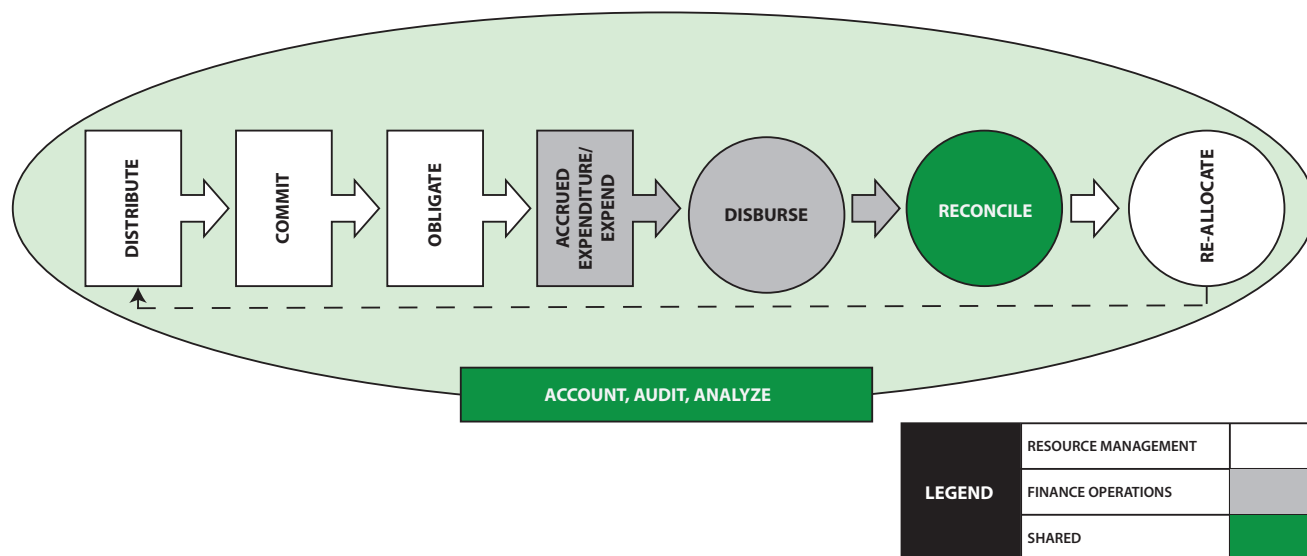 DISTRIBUTE
COMMIT
OBLIGATE
ACCRUED
EXPENDITURE/
EXPEND
DISBURSE
RECONCILE
RE-ALLOCATE
ACCOUNT, AUDIT, ANALYZE
LEGEND
RESOURCE MANAGEMENT
FINANCE OPERATIONS
SHARED